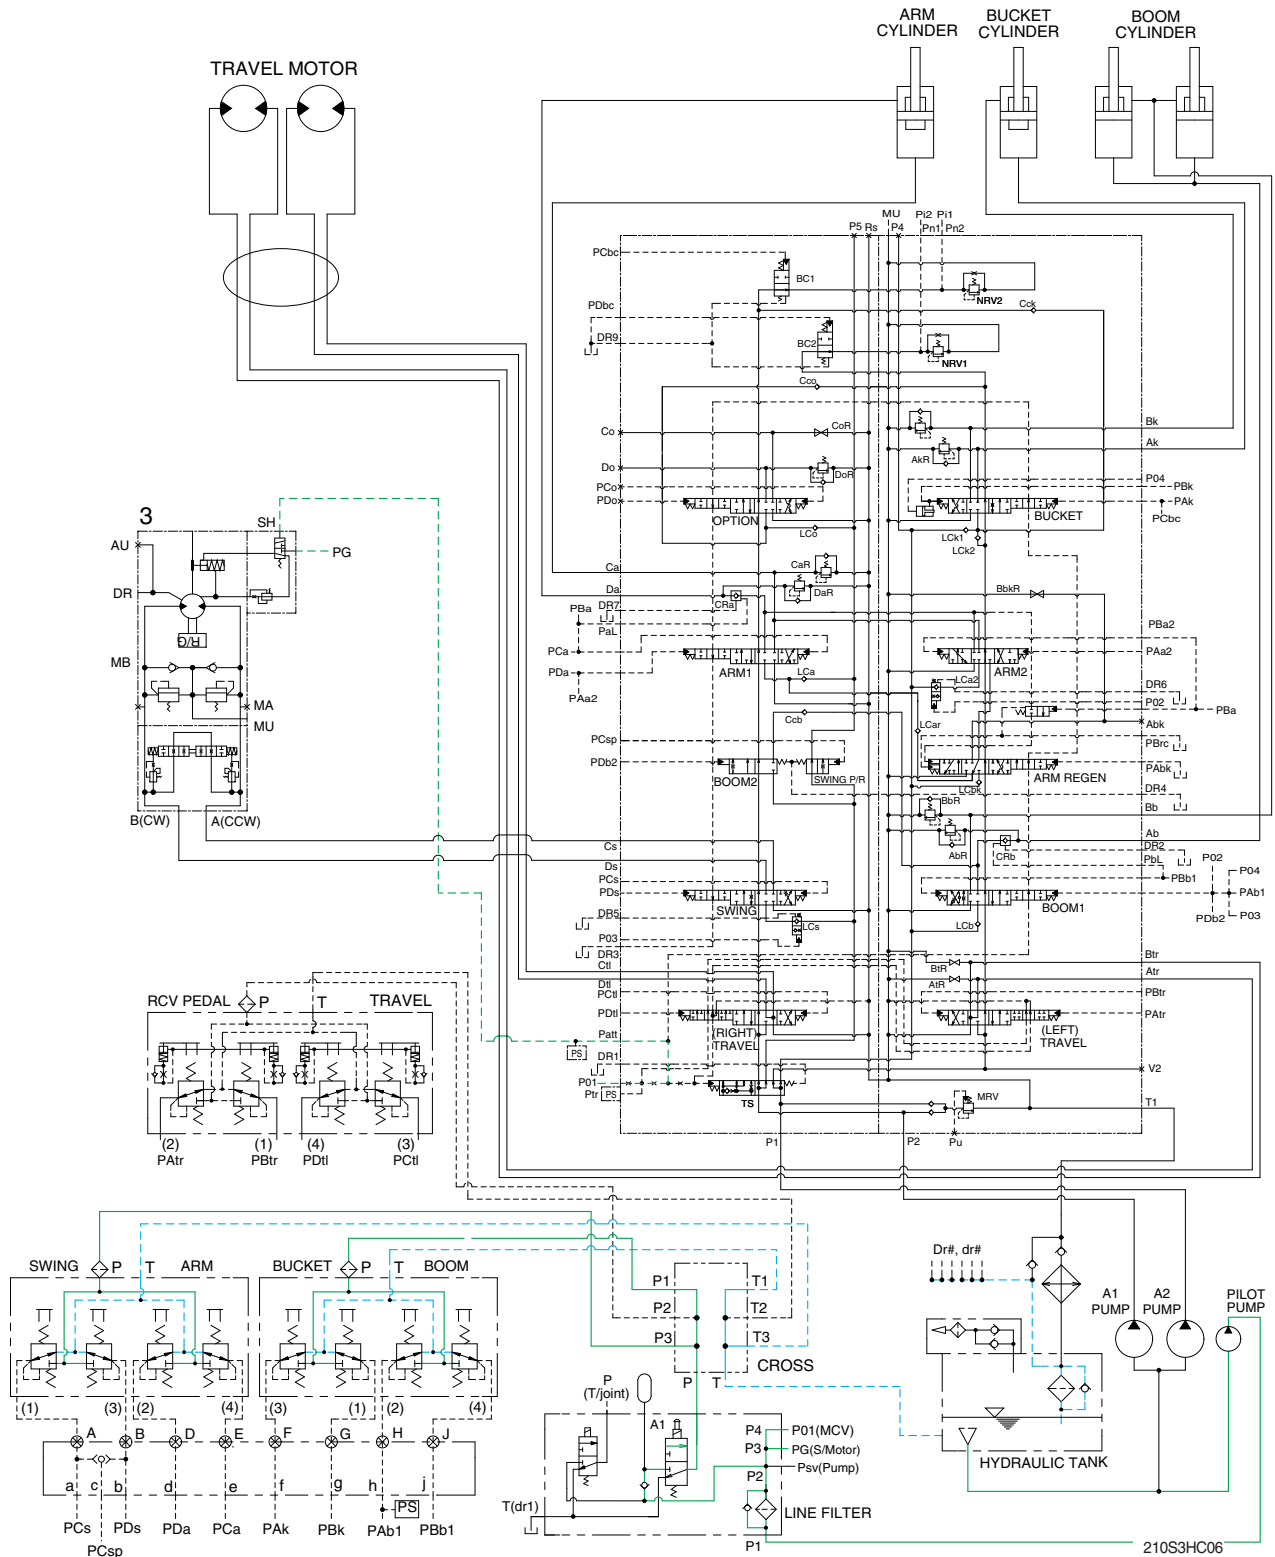 ARM
CYLINDER
BUCKET
CYLINDER
BOOM
CYLINDER
TRAVEL MOTOR
MU
Pi2
Pi1
P5
Rs
P4
Pn1
Pn2
PCbc
BC1
NRV2
Cck
PDbc
DR9
BC2
NRV1
Cco
Co
CoR
Bk
Do
DoR
AkR
Ak
PCo
PDo
P04
PBk
PAk
PCbc
OPTION
BUCKET
LCo
LCk1
LCk2
3
SH
AU
PG
DR
R/G
MB
MA
MU
B(CW)
A(CCW)
Ca
CaR
Da
DaR
BbkR
PBa
DR7
CRa
PaL
PBa2
PCa
PAa2
PDa
ARM1
ARM2
LCa
LCa2
DR6
PAa2
P02
PBa
Ccb
LCar
Abk
PCsp
PBrc
PDb2
BOOM2
SWING P/R
ARM REGEN
PAbk
LCbk
DR4
BbR
Bb
AbR
CRb
Ab
Cs
DR2
Ds
PbL
P02
PCs
PBb1
P04
PDs
PAb1
SWING
BOOM1
PDb2
P03
DR5
LCs
LCb
P03
DR3
Ctl
BtR
Btr
AtR
Atr
Dtl
PCtl
PBtr
PDtl
PAtr
(RIGHT)
TRAVEL
(LEFT)
TRAVEL
Patt
PS
DR1
V2
P01
Ptr
PS
TS
MRV
T1
P1
P2
Pu
RCV PEDAL
P
T
TRAVEL
(2)
(1)
(4)
(3)
PAtr
PBtr
PDtl
PCtl
SWING
P
T
ARM
BUCKET
P
T
BOOM
(1)
(3)
(2)
(4)
(3)
(1)
(2)
(4)
A
B
D
E
F
G
H
J
a
c
b
d
e
f
g
h
j
PS
PCs
PDs
PDa
PCa
PAk
PBk
PAb1
PBb1
PCsp
P1
T1
P2
T2
P3
T3
CROSS
P
T
P
(T/joint)
A1
P4
P01(MCV)
P3
PG(S/Motor)
Psv(Pump)
P2
T(dr1)
LINE FILTER
P1
Dr#, dr#
A1
PUMP
A2
PUMP
PILOT
PUMP
HYDRAULIC TANK
210S3HC06